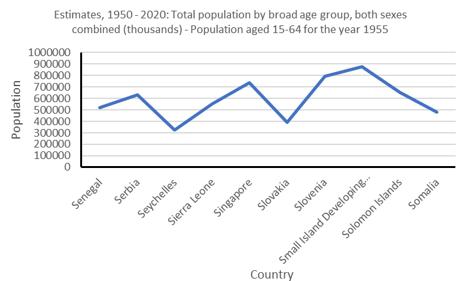 Estimates, 1950 - 2020: Total population by broad age group, both sexes
combined (thousands) - Population aged 15-64 for the year 1955
Population
1000000
900000
800000
700000
600000
500000
400000
300000
200000
100000
0
Senegal
Serbia
Seychelles
Sierra Leone
Singapore
Slovakia
Slovenia
Small Island Developing...
Solomon Islands
Somalia
Country